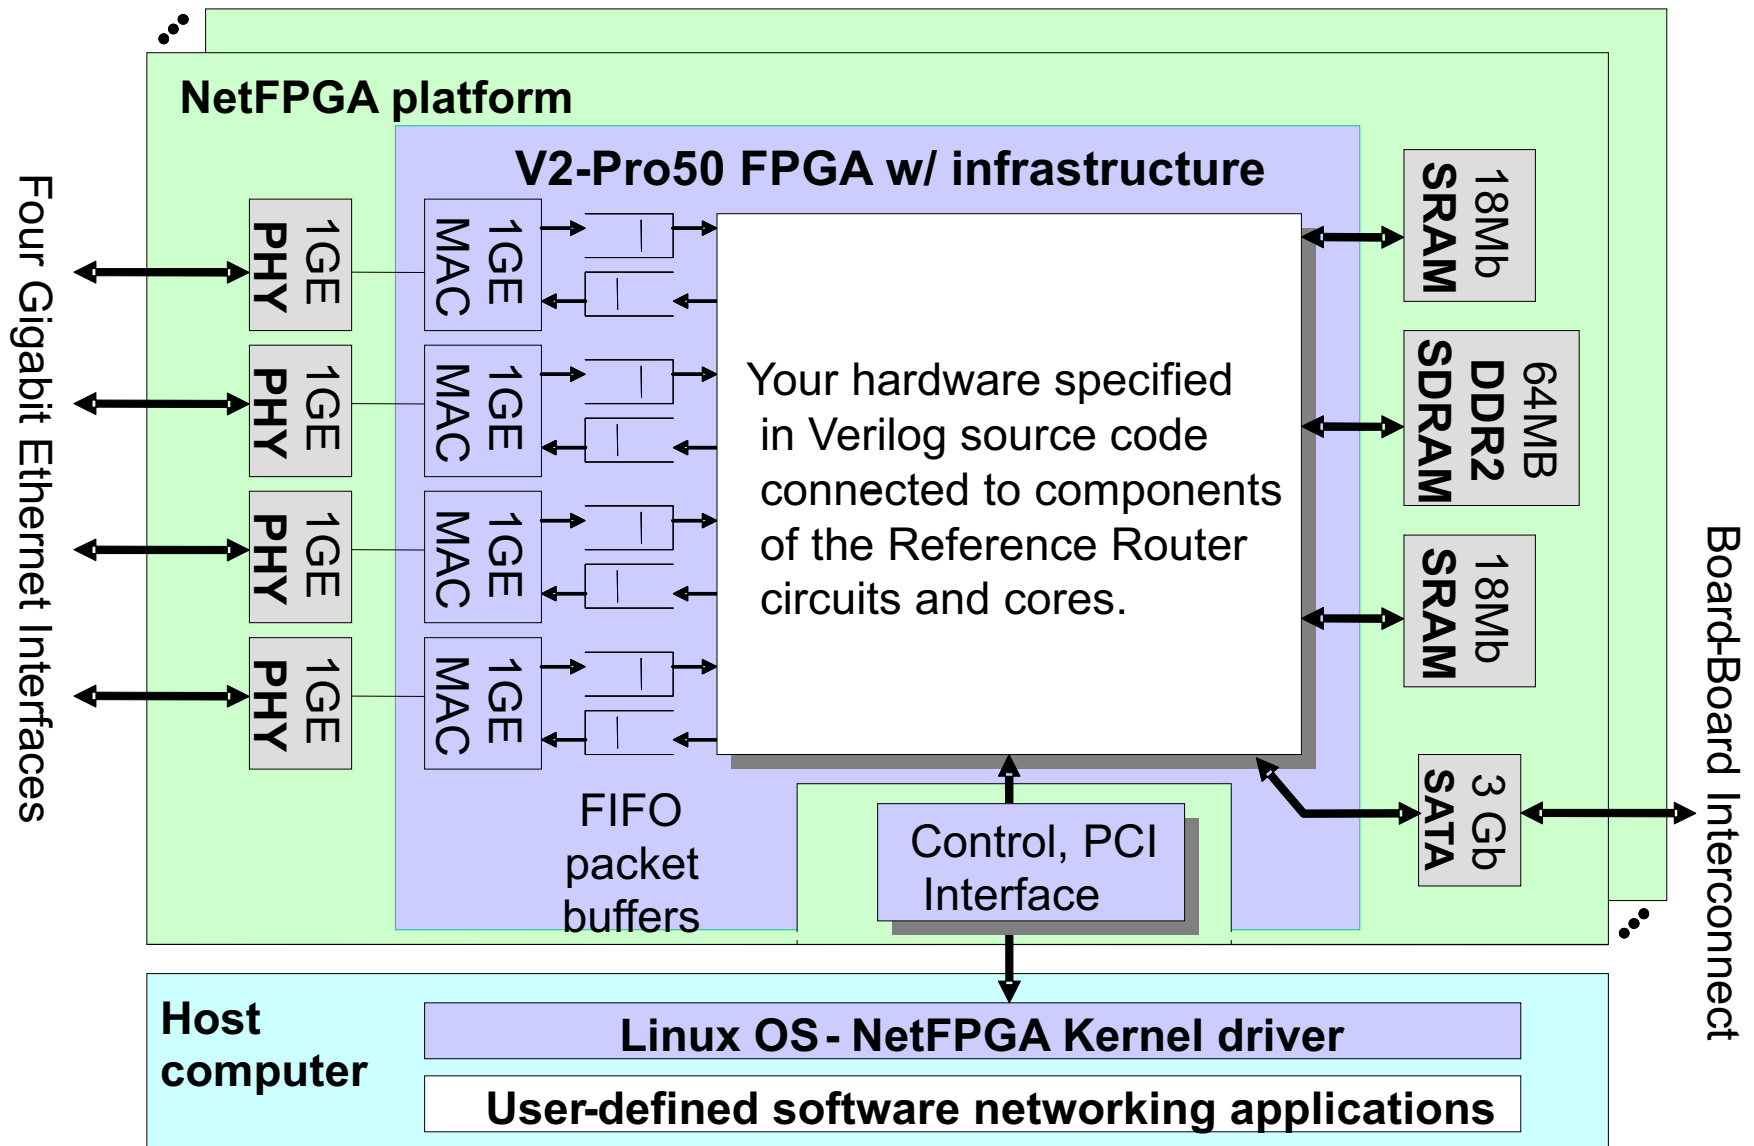 NetFPGA platform
V2-Pro50 FPGA w/ infrastructure
Four Gigabit Ethernet Interfaces
1GE
PHY
1GE
MAC
1GE
PHY
1GE
MAC
1GE
PHY
1GE
MAC
1GE
PHY
1GE
MAC
FIFO
packet
buffers
Your hardware specified
in Verilog source code
connected to components
of the Reference Router
circuits and cores.
18Mb
SRAM
64MB
DDR2
SDRAM
18Mb
SRAM
3 Gb
SATA
Board-Board Interconnect
Control, PCI
Interface
Host
computer
Linux OS - NetFPGA Kernel driver
User-defined software networking applications